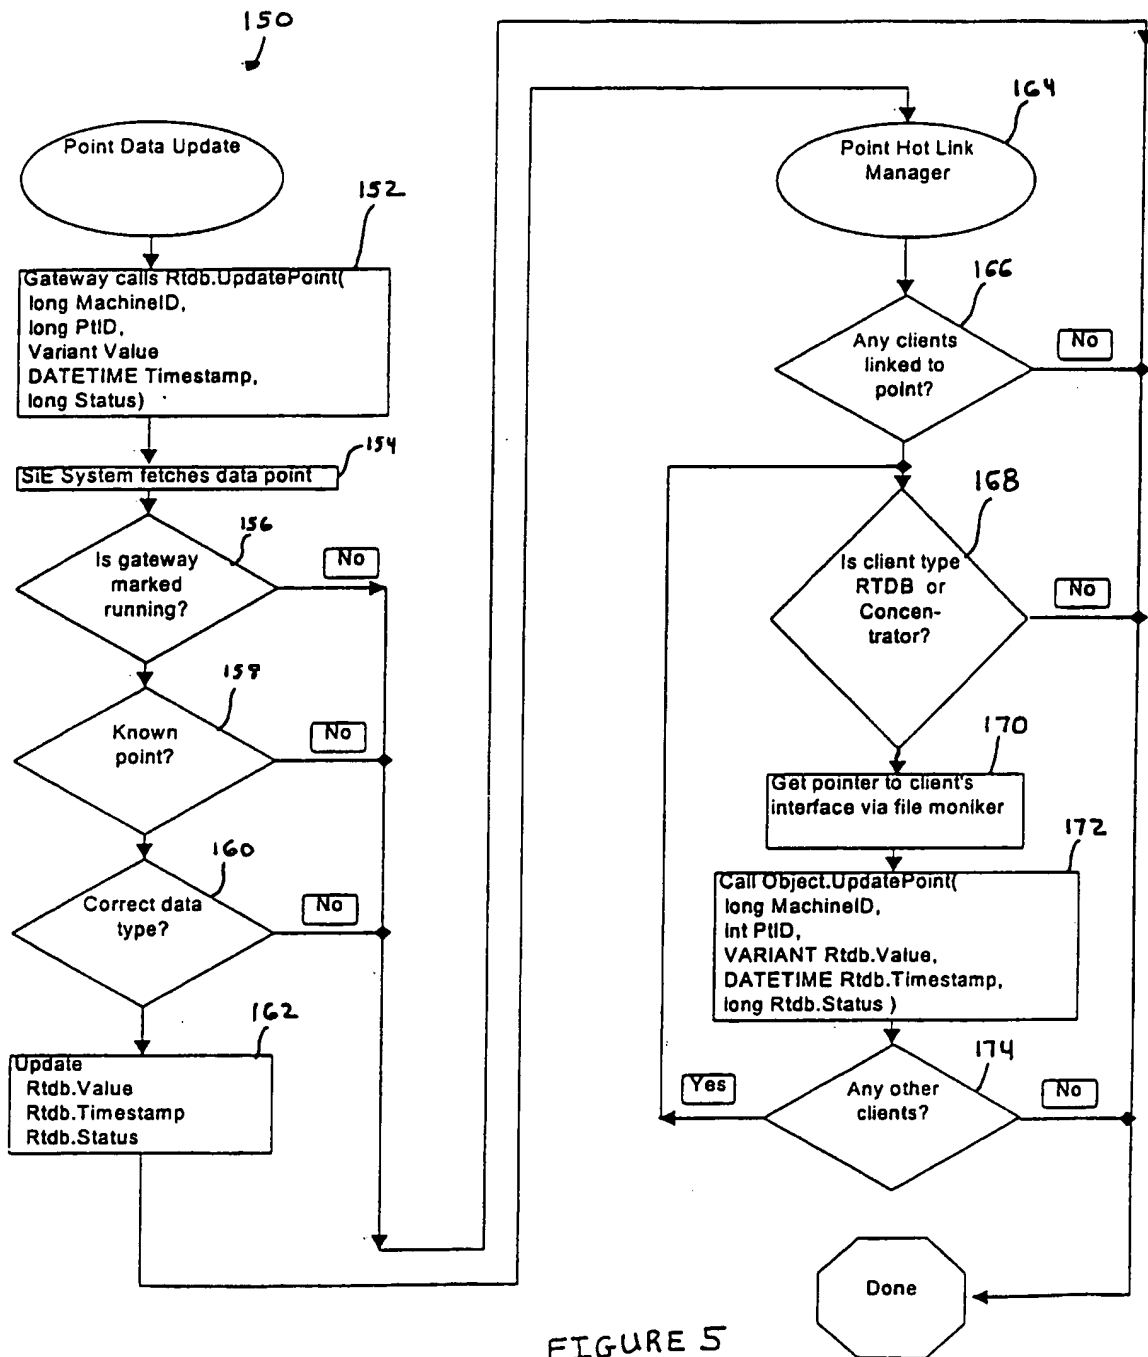 150
Point Data Update
152
Gateway calls Rtdb.UpdatePoint(
long MachineID,
long PtID,
Variant Value
DATETIME Timestamp,
long Status)
154
SIE System fetches data point
156
Is gateway
marked
running?
No
158
Known
point?
No
160
Correct data
type?
No
162
Update
Rtdb.Value
Rtdb.Timestamp
Rtdb.Status
164
Point Hot Link
Manager
166
Any clients
linked to
point?
No
168
Is client type
RTDB or
Concen-
trator?
No
170
Get pointer to client's
interface via file moniker
172
Call Object.UpdatePoint(
long MachineID,
int PtID,
VARIANT Rtdb.Value,
DATETIME Rtdb.Timestamp,
long Rtdb.Status )
174
Yes
Any other
clients?
No
Done
FIGURE 5